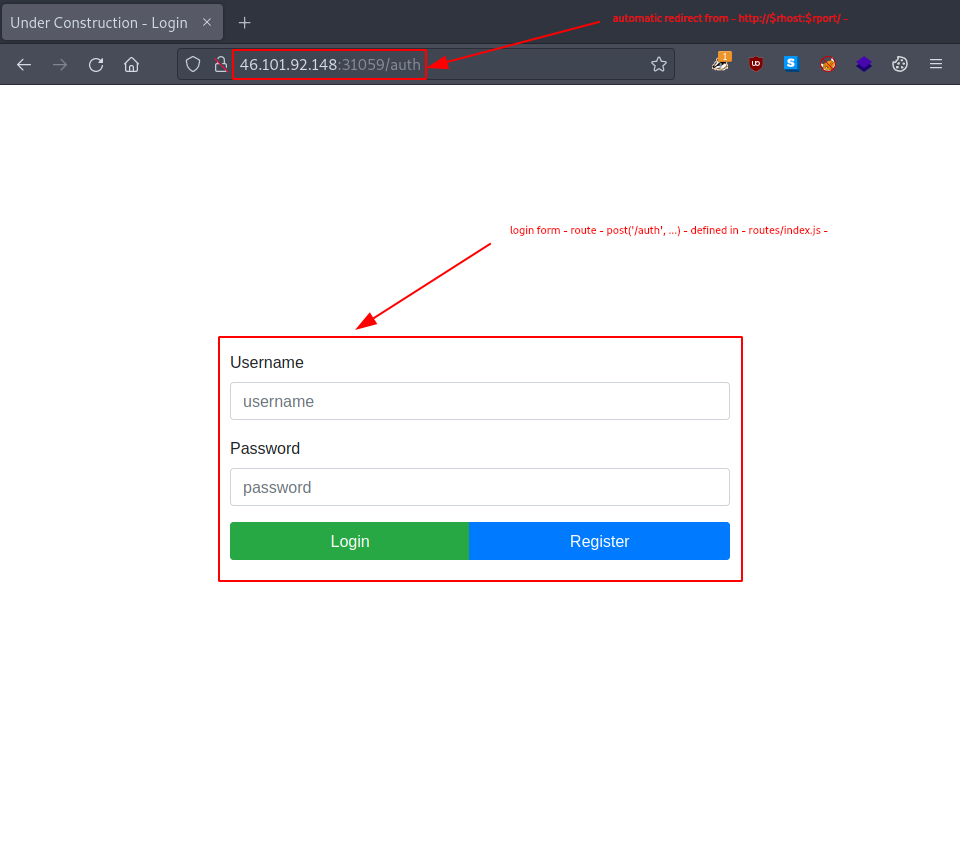 Under Construction - Login
automatic redirect from - http://$rhost:$rport/ -
46.101.92.148:31059/auth
1
login form - route - post('/auth', ...) - defined in - routes/index.js -
Username
username
Password
password
Login Register